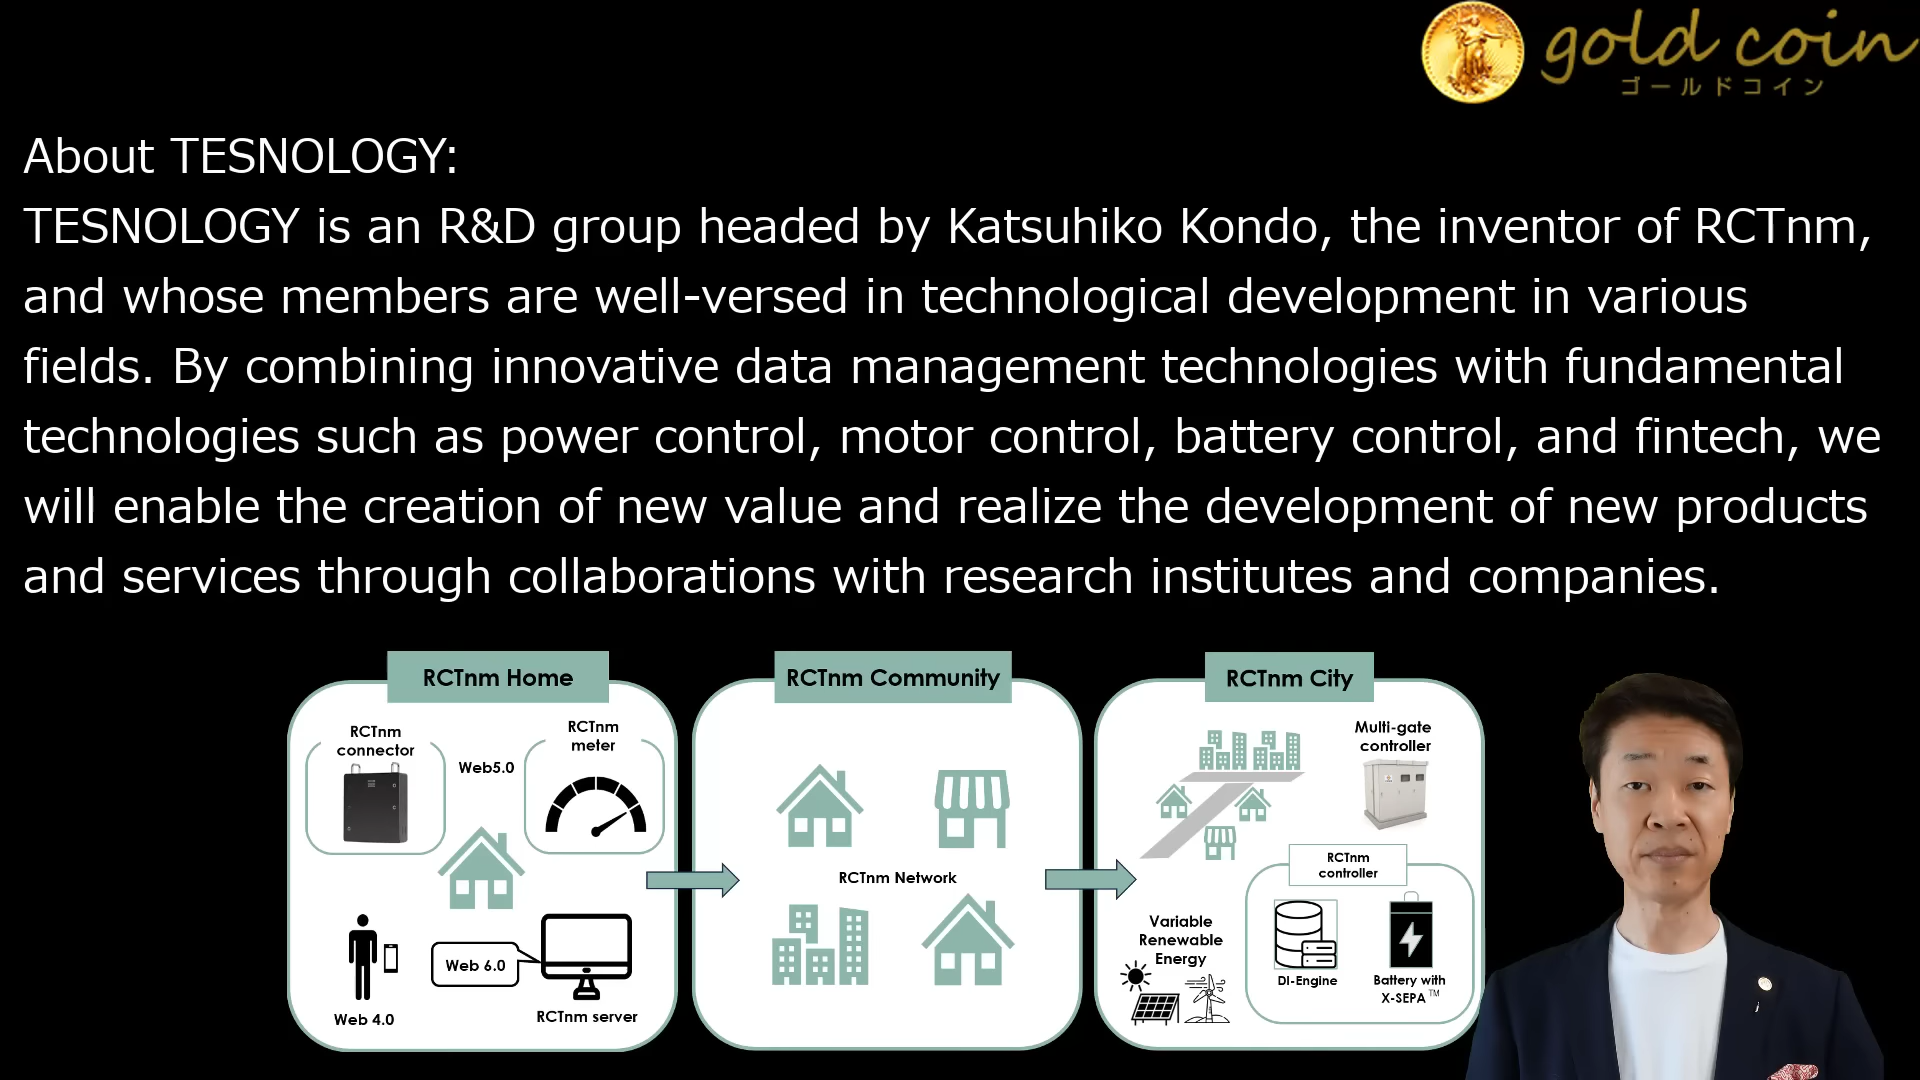 gold coin
ゴールドコイン
About TESNOLOGY:
TESNOLOGY is an R&D group headed by Katsuhiko Kondo, the inventor of RCTnm,
and whose members are well-versed in technological development in various
fields. By combining innovative data management technologies with fundamental
technologies such as power control, motor control, battery control, and fintech, we
will enable the creation of new value and realize the development of new products
and services through collaborations with research institutes and companies.
RCTnm Home
RCTnm
connector
Web5.0
RCTnm
meter
Web 6.0
Web 4.0
RCTnm server
RCTnm Community
RCTnm Network
RCTnm City
Multi-gate
controller
RCTnm
controller
Variable
Renewable
Energy
DI-Engine
Battery with
X-SEPA™